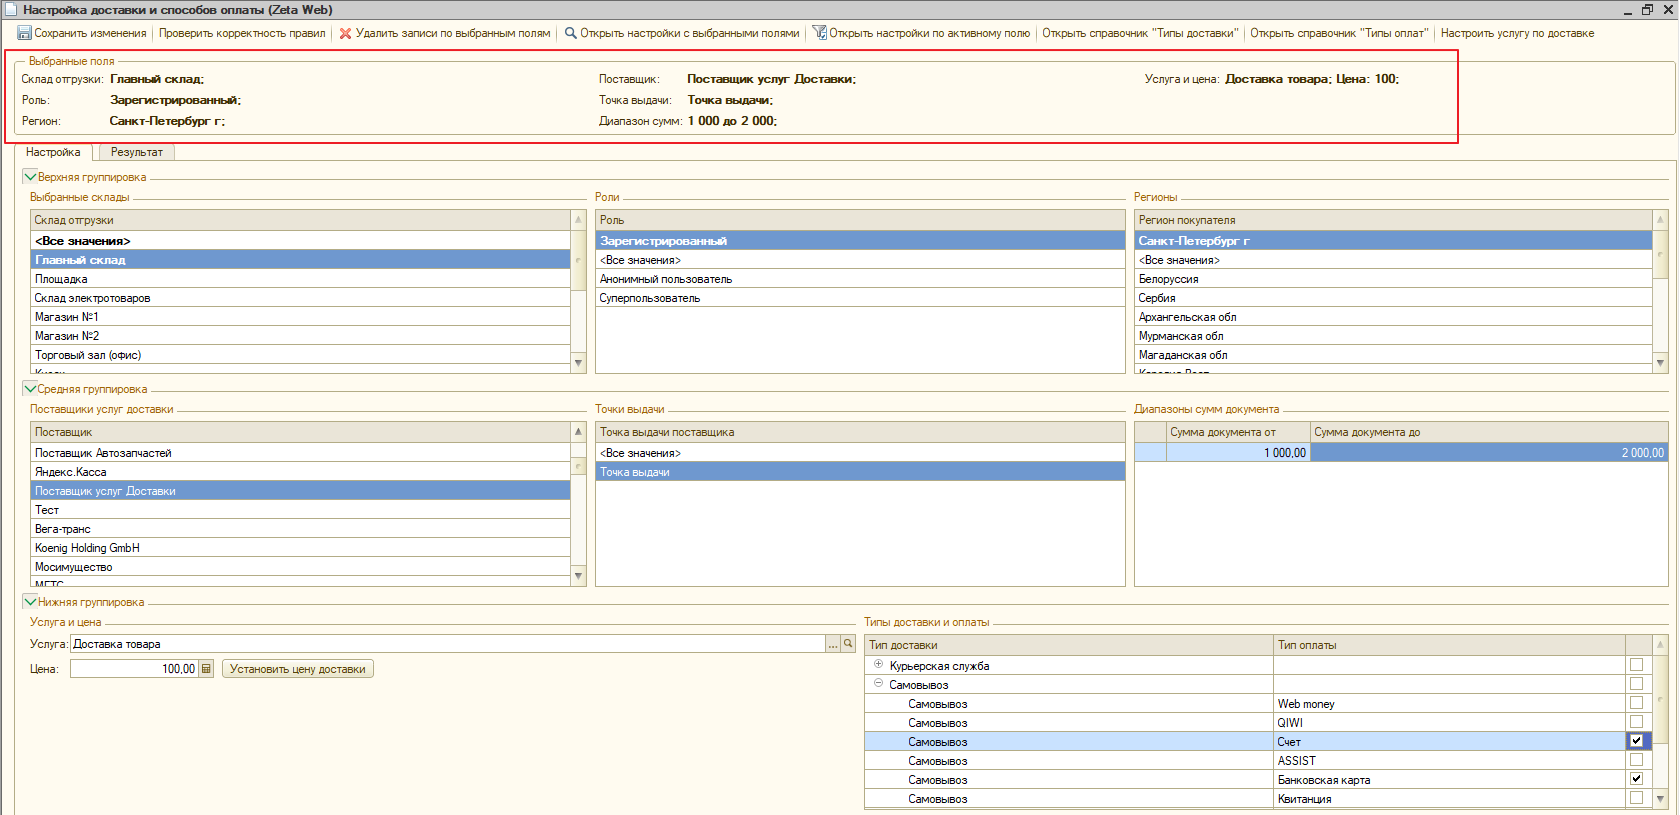 Настройка доставки и способов оплаты (Zeta Web)
Сохранить изменения Проверить корректность правил Удалить записи по выбранным полям Открыть настройки с выбранными полями Открыть настройки по активному полю Открыть справочник "Типы доставки" Открыть справочник "Типы оплат" Настроить услугу по доставке
Выбранные поля
Склад отгрузки: Главный склад; Поставщик: Поставщик услуг Доставки; Услуга и цена: Доставка товара; Цена: 100;
Роль: Зарегистрированный; Точка выдачи: Точка выдачи;
Регион: Санкт-Петербург г; Диапазон сумм: 1 000 до 2 000;
Настройка Результат
Верхняя группировка
Выбранные склады Роли Регионы
Склад отгрузки Роль Регион покупателя
<Все значения> Зарегистрированный Санкт-Петербург г
Главный склад <Все значения> <Все значения>
Площадка Анонимный пользователь Белоруссия
Склад электротоваров Суперпользователь Сербия
Магазин №1 Архангельская обл
Магазин №2 Мурманская обл
Торговый зал (офис) Магаданская обл
Средняя группировка
Поставщики услуг доставки Точки выдачи Диапазоны сумм документа
Поставщик Точка выдачи поставщика Сумма документа от Сумма документа до
Поставщик Автозапчастей <Все значения> 1 000,00 2 000,00
Яндекс.Касса Точка выдачи
Поставщик услуг Доставки
Тест
Вега-транс
Koenig Holding GmbH
Мосимущество
Нижняя группировка
Услуга и цена Типы доставки и оплаты
Услуга: Доставка товара ... Тип доставки Тип оплаты
Цена: 100,00 Установить цену доставки Курьерская служба
Самовывоз
Самовывоз Web money
Самовывоз QIWI
Самовывоз Счет
Самовывоз ASSIST
Самовывоз Банковская карта
Самовывоз Квитанция